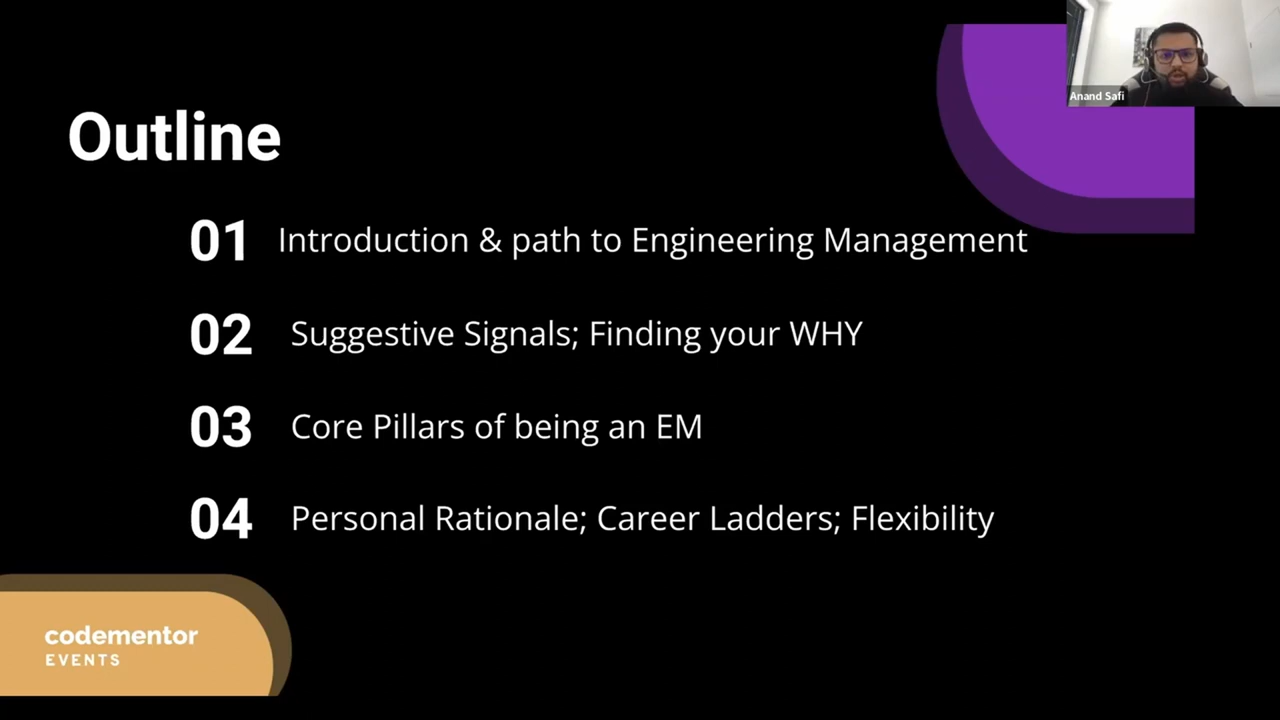 Anand Safi
Outline
01 Introduction & path to Engineering Management
02 Suggestive Signals; Finding your WHY
03 Core Pillars of being an EM
04 Personal Rationale; Career Ladders; Flexibility
codementor
EVENTS